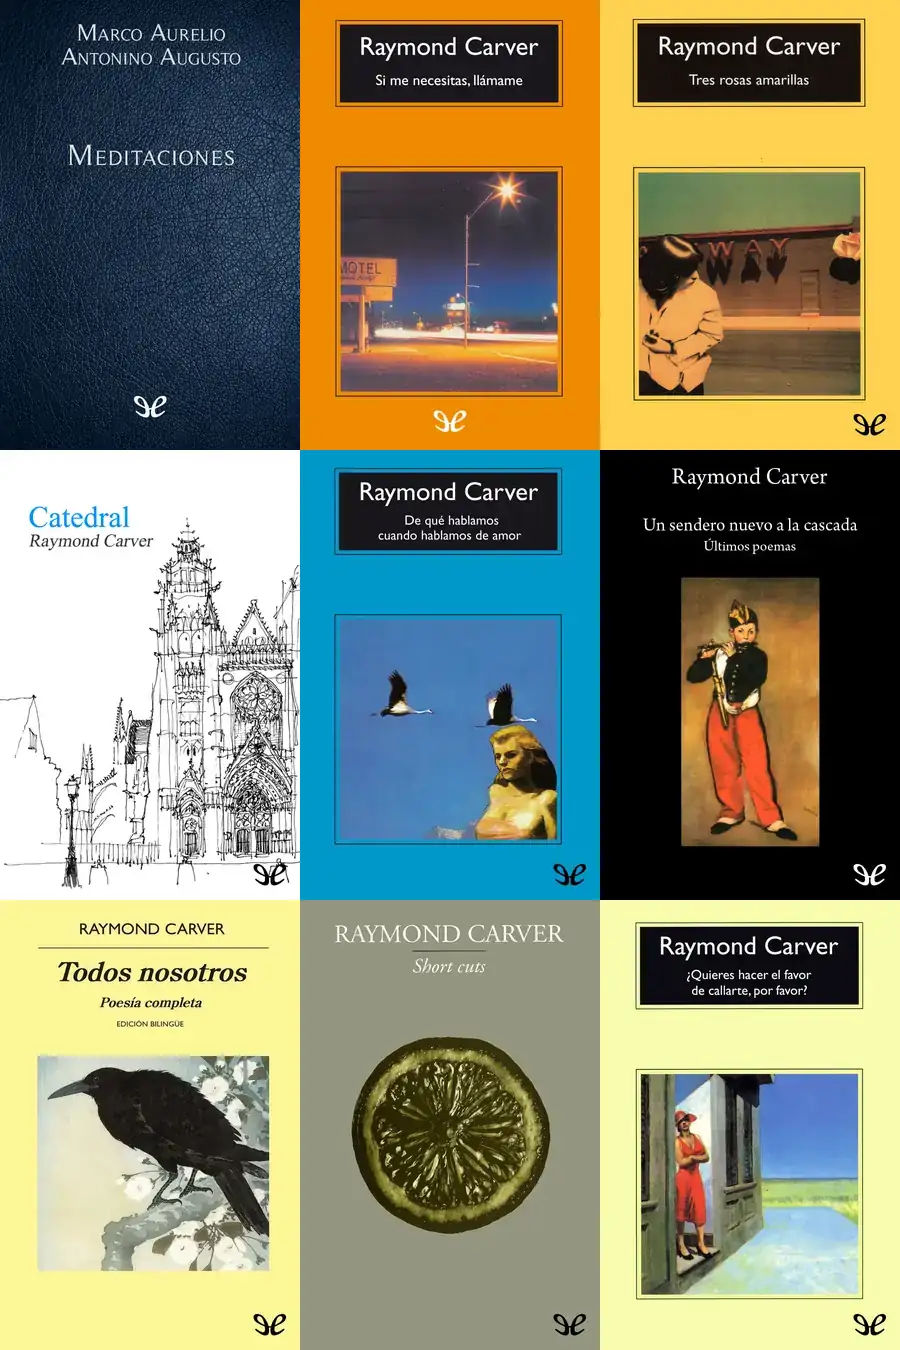 MARCO AURELIO
ANTONINO AUGUSTO
MEDITACIONES
Raymond Carver
Si me necesitas, llámame
MOTEL
Raymond Carver
Tres rosas amarillas
WAY
Catedral
Raymond Carver
Raymond Carver
De qué hablamos
cuando hablamos de amor
Raymond Carver
Un sendero nuevo a la cascada
Últimos poemas
RAYMOND CARVER
Todos nosotros
Poesía completa
EDICIÓN BILINGÜE
RAYMOND CARVER
Short cuts
Raymond Carver
¿Quieres hacer el favor
de callarte, por favor?